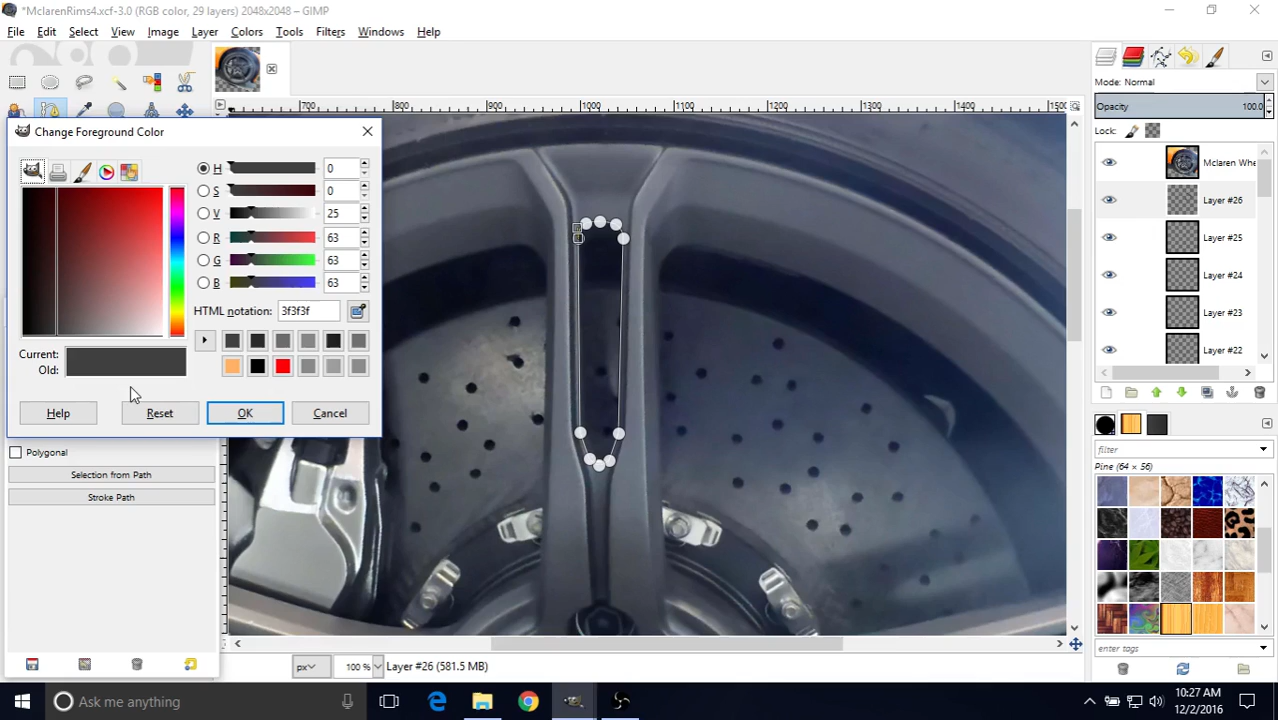 *MclarenRims4.xcf-3.0 (RGB color, 29 layers) 2048x2048 – GIMP
File Edit Select View Image Layer Colors Tools Filters Windows Help
Mode: Normal
Opacity 100.0
Lock:
700 800 900 1000 1100 1200 1300 1400 1500
Change Foreground Color
H 0
S 0
V 25
R 63
G 63
B 63
HTML notation: 3f3f3f
Current:
Old:
Help Reset OK Cancel
Polygonal
Selection from Path
Stroke Path
Mclaren Whe
Layer #26
Layer #25
Layer #24
Layer #23
Layer #22
filter
Pine (64 × 56)
enter tags
px 100 % Layer #26 (581.5 MB)
Ask me anything
10:27 AM
12/2/2016